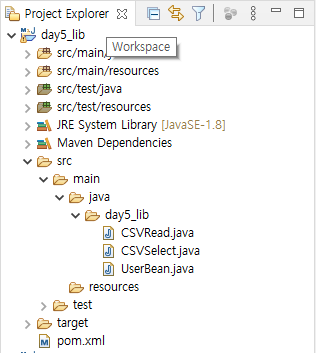 Project Explorer
day5_lib
src/main/j
Workspace
src/main/resources
src/test/java
src/test/resources
JRE System Library [JavaSE-1.8]
Maven Dependencies
src
main
java
day5_lib
CSVRead.java
CSVSelect.java
UserBean.java
resources
test
target
pom.xml